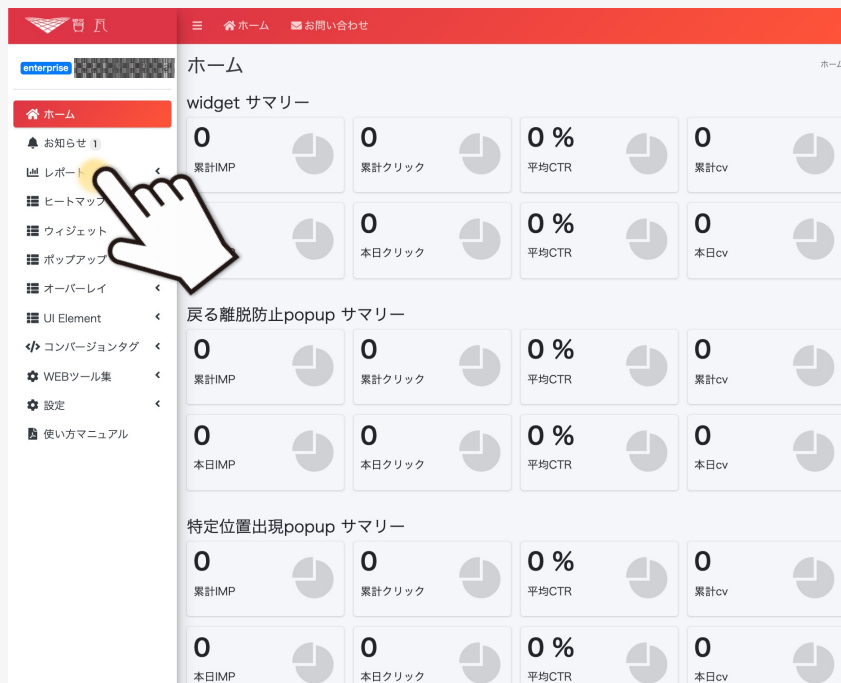 賢瓦
ホーム
お問い合わせ
enterprise
ホーム
ホーム
ホーム
お知らせ 1
レポート
ヒートマップ
ウィジェット
ポップアップ
オーバーレイ
UI Element
コンバージョンタグ
WEBツール集
設定
使い方マニュアル
widget サマリー
0
累計IMP
0
累計クリック
0 %
平均CTR
0
累計cv
0
本日クリック
0 %
平均CTR
0
本日cv
戻る離脱防止popup サマリー
0
累計IMP
0
累計クリック
0 %
平均CTR
0
累計cv
0
本日IMP
0
本日クリック
0 %
平均CTR
0
本日cv
特定位置出現popup サマリー
0
累計IMP
0
累計クリック
0 %
平均CTR
0
累計cv
0
本日IMP
0
本日クリック
0 %
平均CTR
0
本日cv